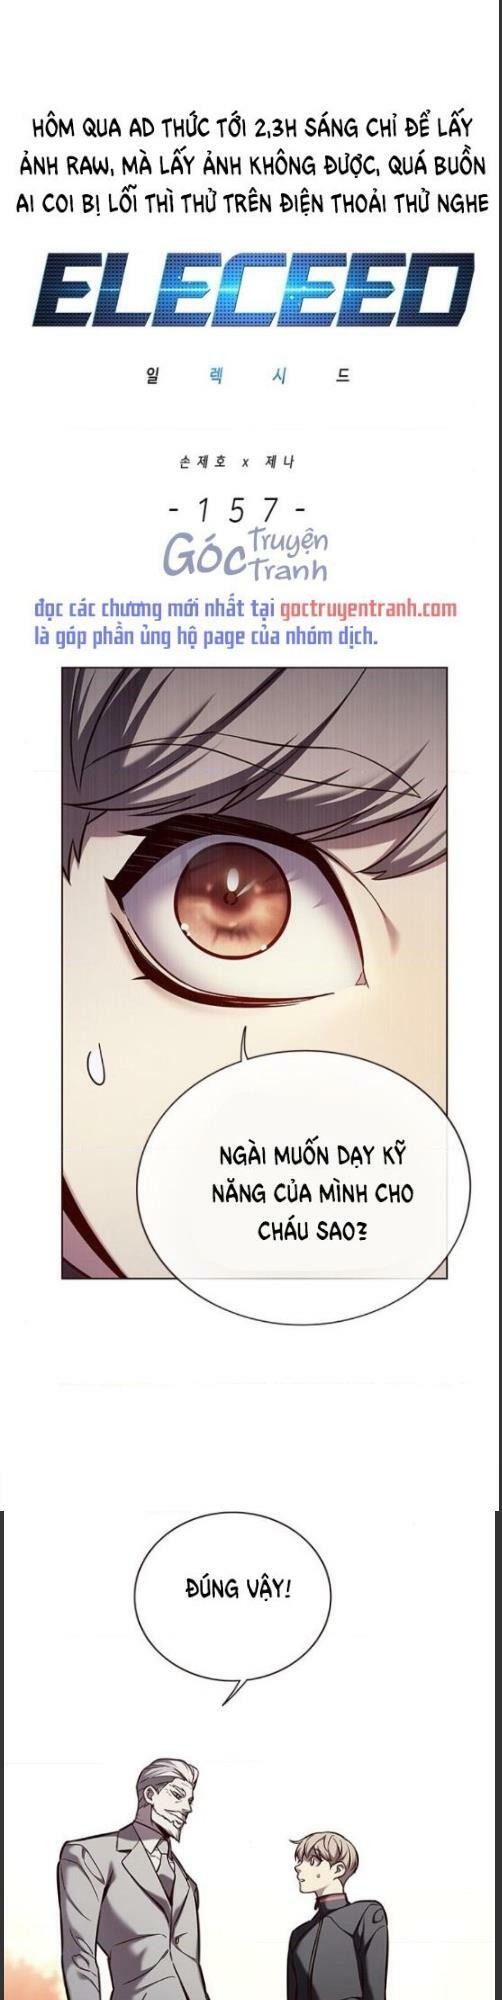 HÔM QUA AD THỨC TỚI 2,3H SÁNG CHỈ ĐỂ LẤY
ẢNH RAW, MÀ LẤY ẢNH KHÔNG ĐƯỢC, QUÁ BUỒN
AI COI BỊ LỖI THÌ THỬ TRÊN ĐIỆN THOẠI THỬ NGHE
ELECEED
일 렉 시 드
손제호 x 제나
- 1 5 7 -
Góc Truyện Tranh
đọc các chương mới nhất tại goctruyentranh.com
là góp phần ủng hộ page của nhóm dịch.
NGÀI MUỐN DẠY KỸ
NĂNG CỦA MÌNH CHO
CHÁU SAO?
ĐÚNG VẬY!